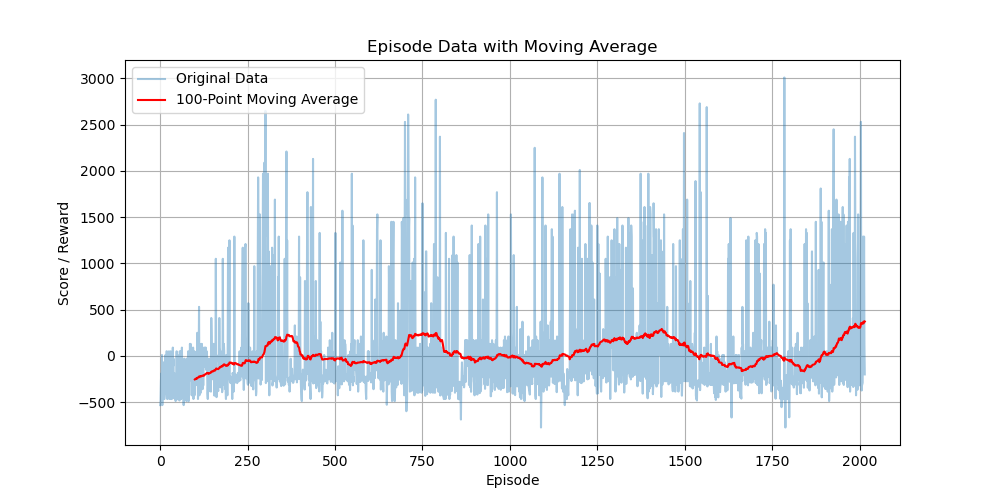 Episode Data with Moving Average
Original Data
100-Point Moving Average
Score / Reward
3000
2500
2000
1500
1000
500
0
−500
0 250 500 750 1000 1250 1500 1750 2000
Episode